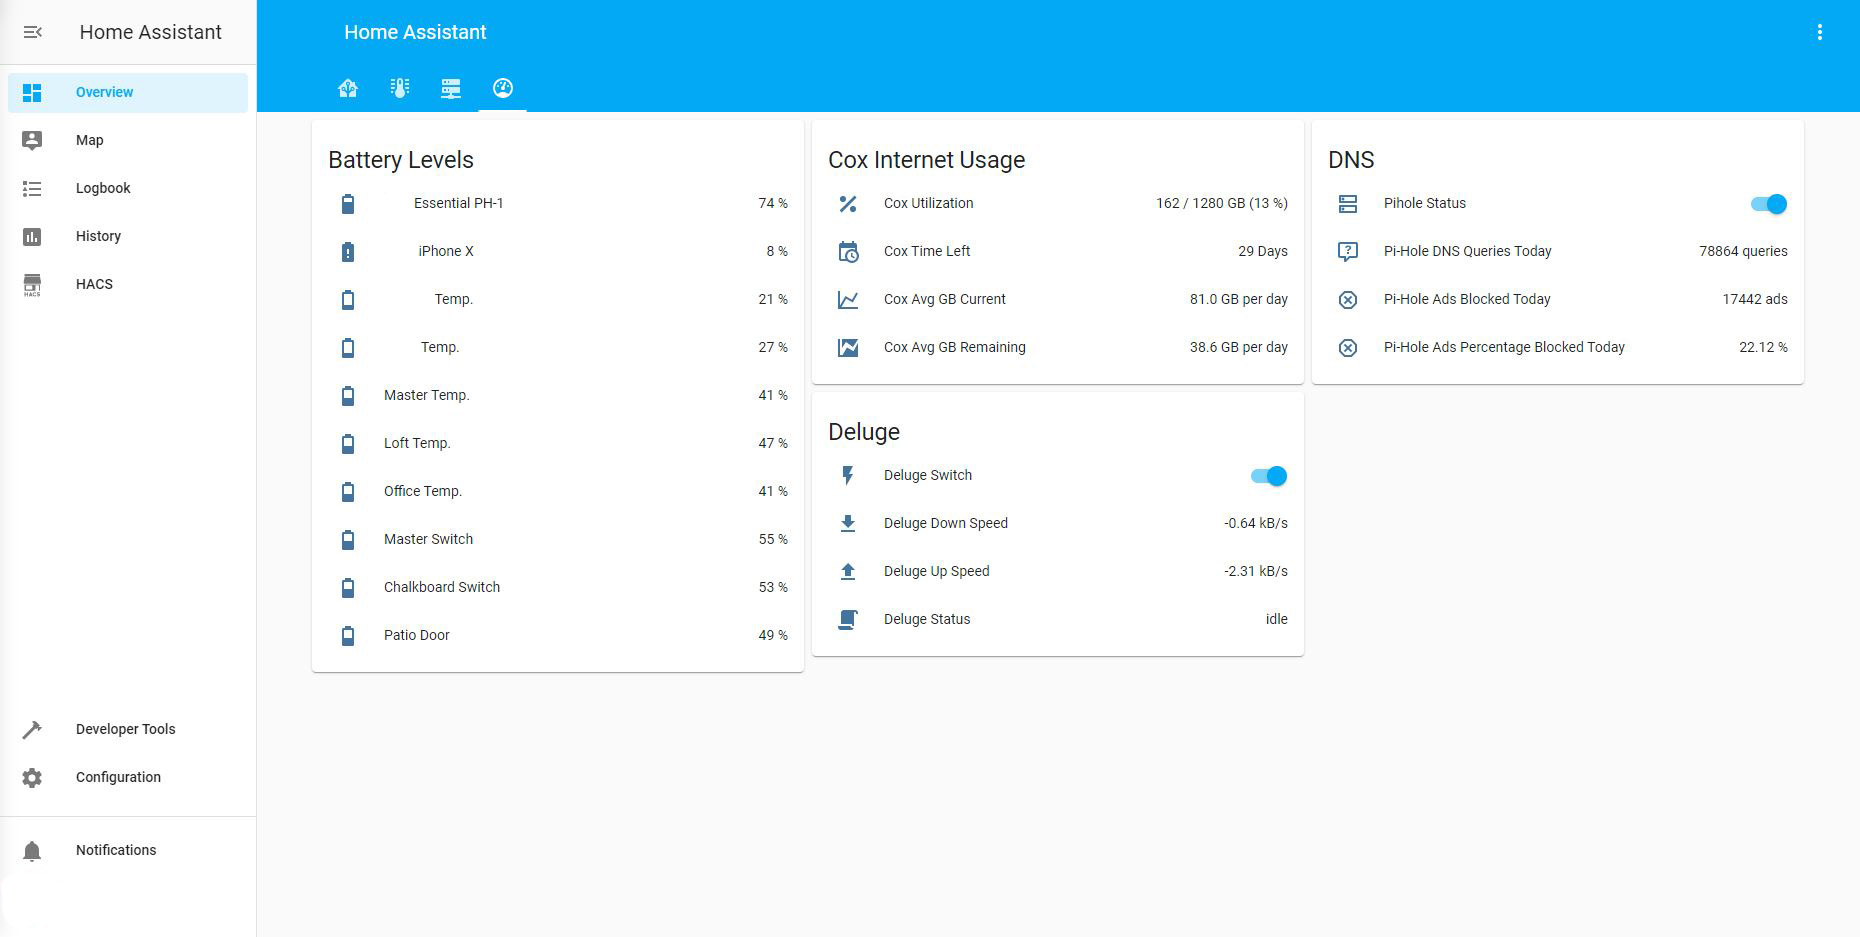 Home Assistant
Overview
Map
Logbook
History
HACS
HACS
Developer Tools
Configuration
Notifications
Home Assistant
Battery Levels
Essential PH-1 74 %
iPhone X 8 %
Temp. 21 %
Temp. 27 %
Master Temp. 41 %
Loft Temp. 47 %
Office Temp. 41 %
Master Switch 55 %
Chalkboard Switch 53 %
Patio Door 49 %
Cox Internet Usage
Cox Utilization 162 / 1280 GB (13 %)
Cox Time Left 29 Days
Cox Avg GB Current 81.0 GB per day
Cox Avg GB Remaining 38.6 GB per day
Deluge
Deluge Switch
Deluge Down Speed -0.64 kB/s
Deluge Up Speed -2.31 kB/s
Deluge Status idle
DNS
Pihole Status
Pi-Hole DNS Queries Today 78864 queries
Pi-Hole Ads Blocked Today 17442 ads
Pi-Hole Ads Percentage Blocked Today 22.12 %